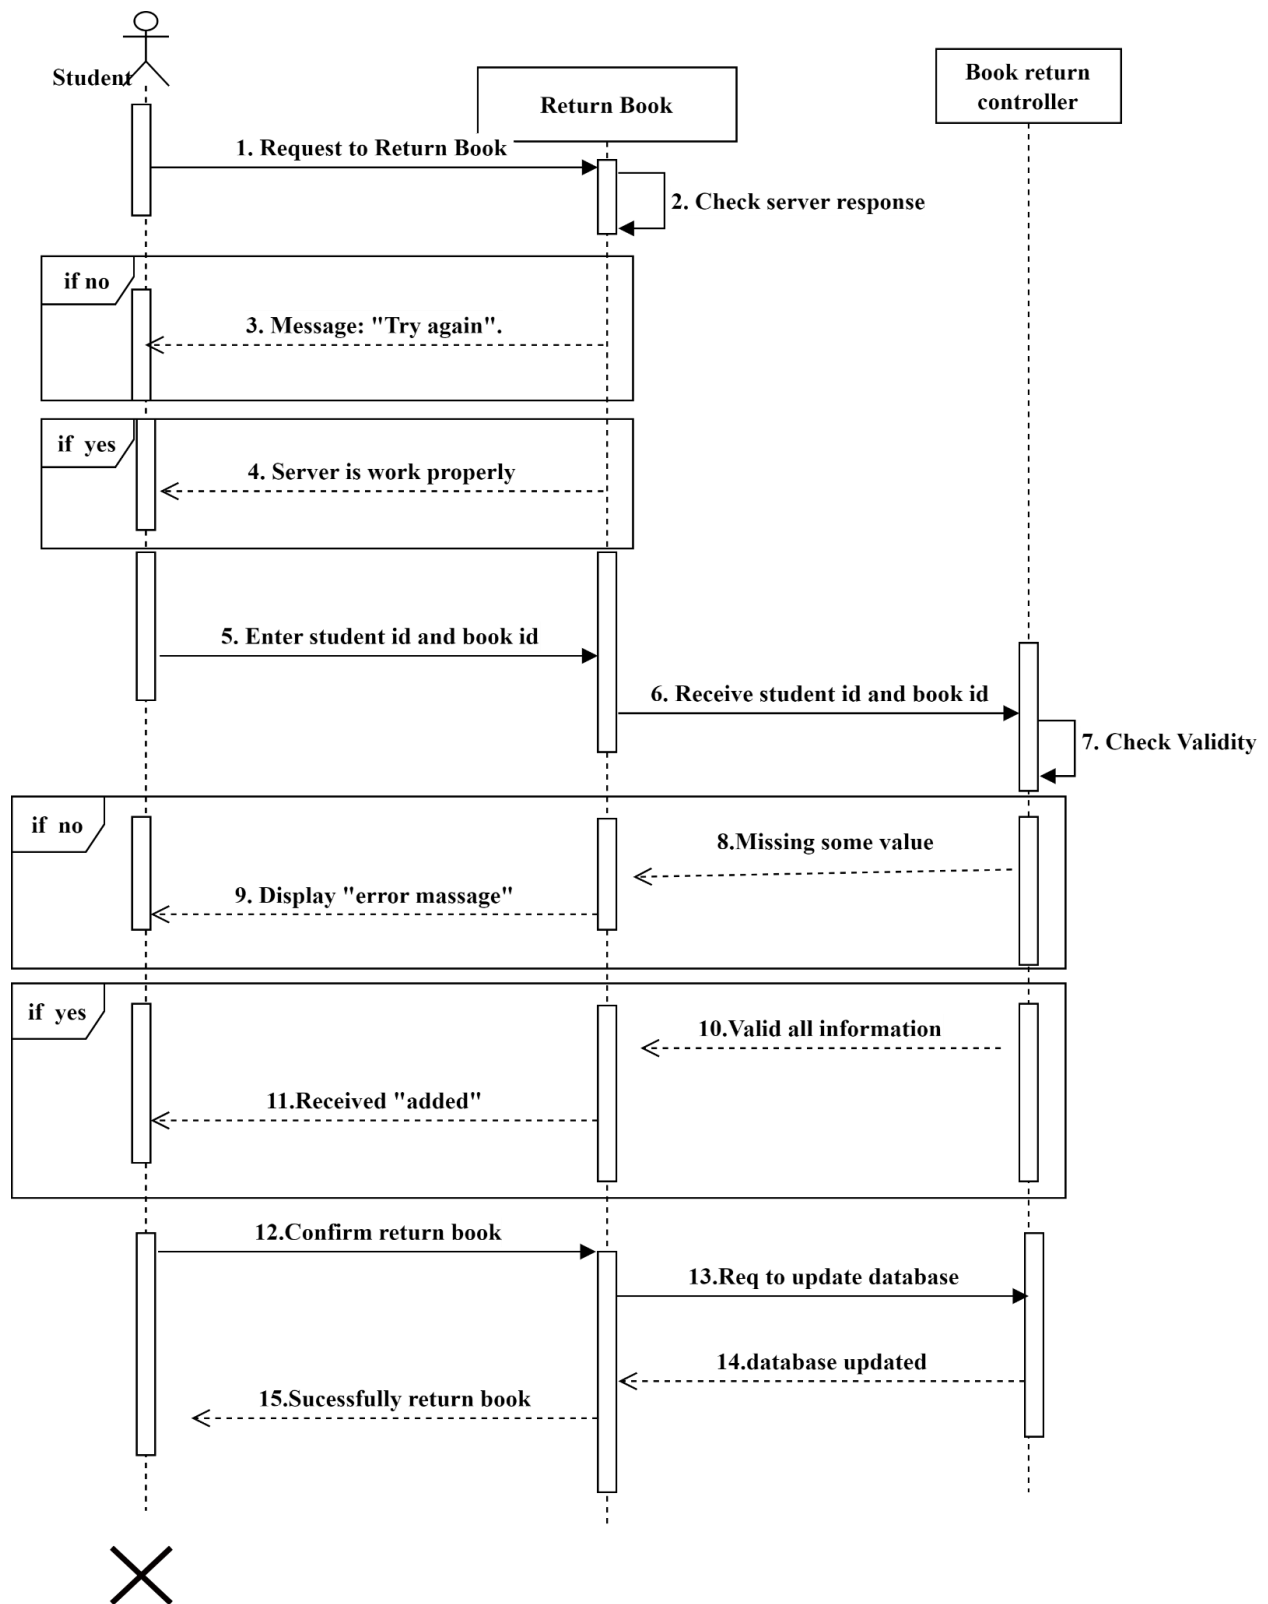 Student
Return Book
Book return
controller
1. Request to Return Book
2. Check server response
if no
3. Message: "Try again".
if yes
4. Server is work properly
5. Enter student id and book id
6. Receive student id and book id
7. Check Validity
if no
8.Missing some value
9. Display "error massage"
if yes
10.Valid all information
11.Received "added"
12.Confirm return book
13.Req to update database
14.database updated
15.Sucessfully return book